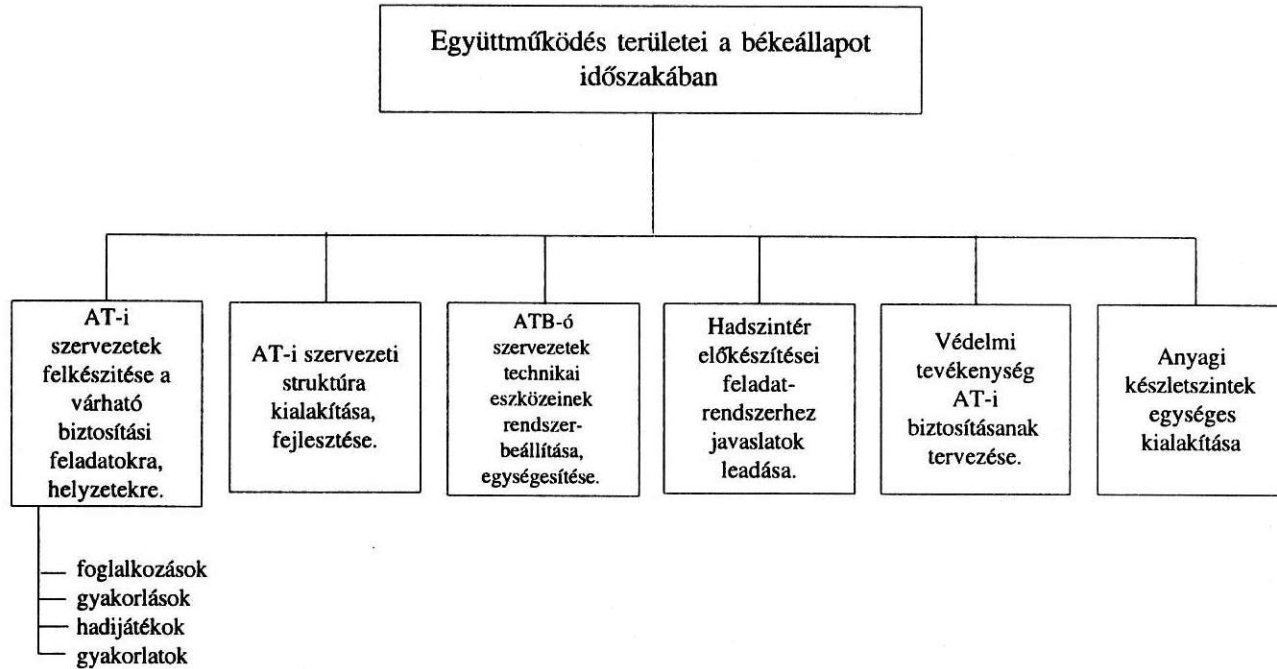 Együttműködés területei a békeállapot
időszakában
AT-i
szervezetek
felkészitése a
várható
biztosítási
feladatokra,
helyzetekre.
AT-i szervezeti
struktúra
kialakítása,
fejlesztése.
ATB-ó
szervezetek
technikai
eszközeinek
rendszer-
beállítása,
egységesítése.
Hadszintér
előkészítései
feladat-
rendszerhez
javaslatok
leadása.
Védelmi
tevékenység
AT-i
biztosításanak
tervezése.
Anyagi
készletszintek
egységes
kialakítása
foglalkozások
gyakorlások
hadijátékok
gyakorlatok